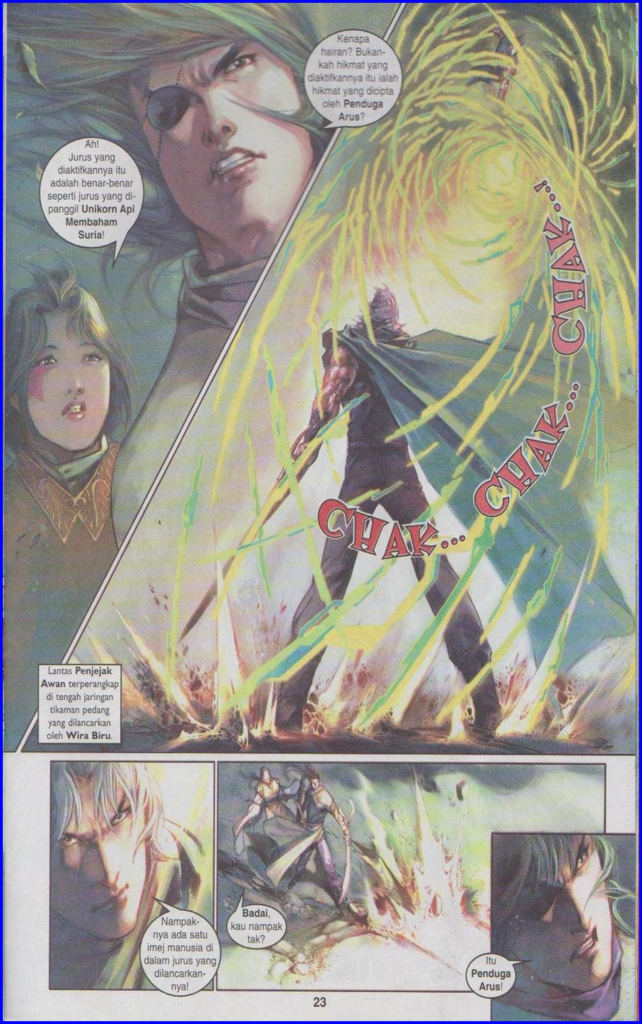 Kenapa
hairan? Bukan-
kah hikmat yang
diaktifkannya itu ialah
hikmat yang dicipta
oleh Penduga
Arus?
Ah!
Jurus yang
diaktifkannya itu
adalah benar-benar
seperti jurus yang di-
panggil Unikorn Api
Membaham
Suria!
CHAK... CHAK... CHAK...!
Lantas Penjejak
Awan terperangkap
di tengah jaringan
tikaman pedang
yang dilancarkan
oleh Wira Biru.
Nampak-
nya ada satu
imej manusia di
dalam jurus yang
dilancarkan-
nya!
Badai,
kau nampak
tak?
Itu
Penduga
Arus!
23